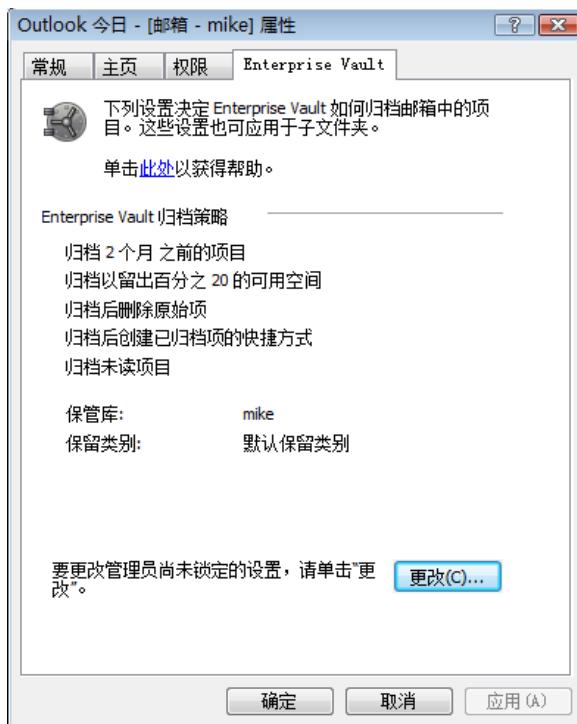 Outlook 今日 - [邮箱 - mike] 属性
常规 主页 权限 Enterprise Vault
下列设置决定 Enterprise Vault 如何归档邮箱中的项
目。这些设置也可应用于子文件夹。
单击此处以获得帮助。
Enterprise Vault 归档策略
归档 2 个月 之前的项目
归档以留出百分之 20 的可用空间
归档后删除原始项
归档后创建已归档项的快捷方式
归档未读项目
保管库: mike
保留类别: 默认保留类别
要更改管理员尚未锁定的设置，请单击“更
改”。
更改(C)...
确定 取消 应用(A)